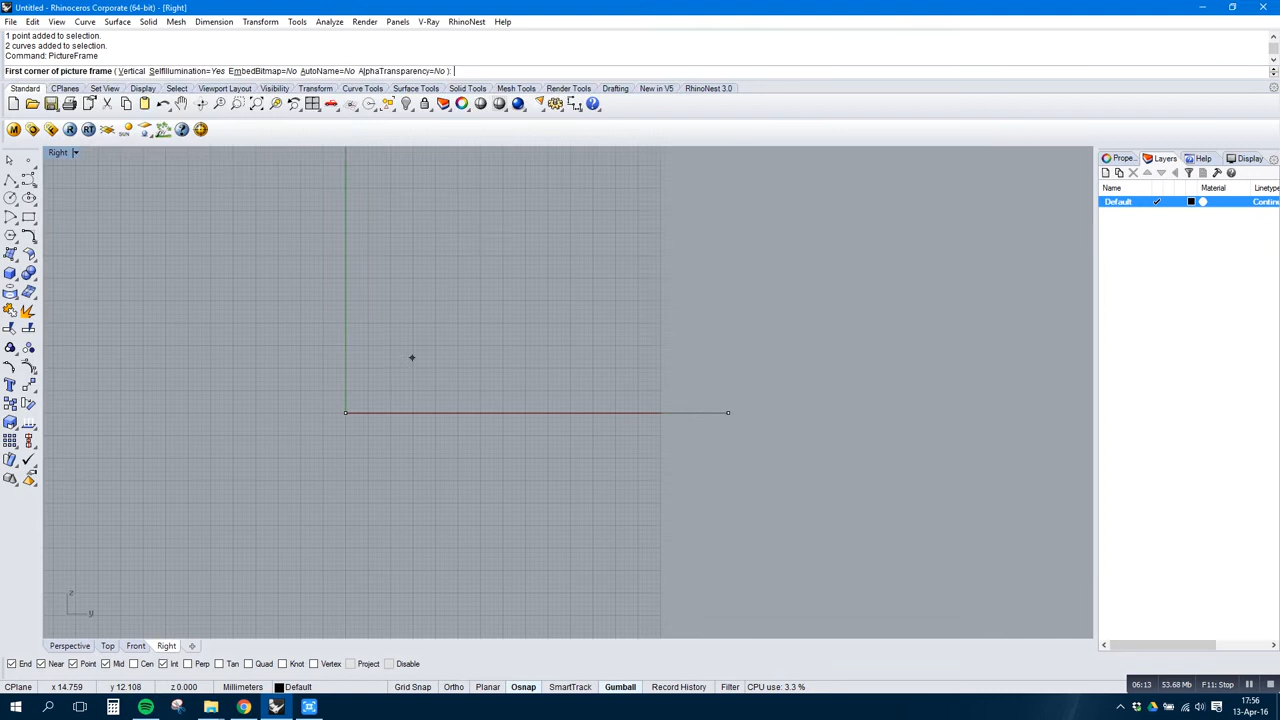 Untitled - Rhinoceros Corporate (64-bit) - [Right]
File Edit View Curve Surface Solid Mesh Dimension Transform Tools Analyze Render Panels V-Ray RhinoNest Help
1 point added to selection.
2 curves added to selection.
Command: PictureFrame
First corner of picture frame ( Vertical SelfIllumination=Yes EmbedBitmap=No AutoName=No AlphaTransparency=No ):
Standard CPlanes Set View Display Select Viewport Layout Visibility Transform Curve Tools Surface Tools Solid Tools Mesh Tools Render Tools Drafting New in V5 RhinoNest 3.0
Right
Prope... Layers Help Display
Name Material Linetype
Default Contin
z
y
Perspective Top Front Right
End Near Point Mid Cen Int Perp Tan Quad Knot Vertex Project Disable
CPlane x 14.759 y 12.108 z 0.000 Millimeters Default Grid Snap Ortho Planar Osnap SmartTrack Gumball Record History Filter CPU use: 3.3 %
06:13 53.68 MB F11: Stop
17:56
13-Apr-16